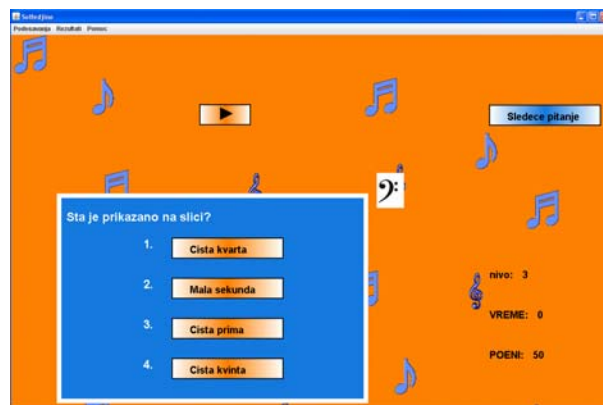 Podesavanja Rezultati Pomoc
Sledece pitanje
Sta je prikazano na slici?
1. Cista kvarta
2. Mala sekunda
3. Cista prima
4. Cista kvinta
nivo: 3
VREME: 0
POENI: 50